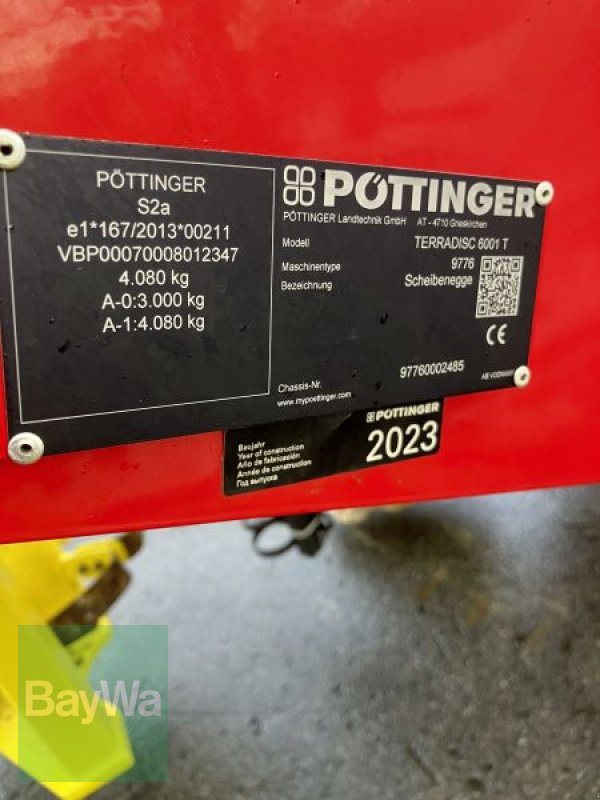 PÖTTINGER
S2a
e1*167/2013*00211
VBP00070008012347
4.080 kg
A-0:3.000 kg
A-1:4.080 kg
PÖTTINGER
PÖTTINGER Landtechnik GmbH AT - 4710 Grieskirchen
Modell TERRADISC 6001 T
Maschinentype 9776
Bezeichnung Scheibenegge
CE
Chassis-Nr. 97760002485
www.mypoettinger.com
PÖTTINGER
Baujahr
Year of construction
Año de fabricación
Année de construction
Год выпуска
2023
BayWa